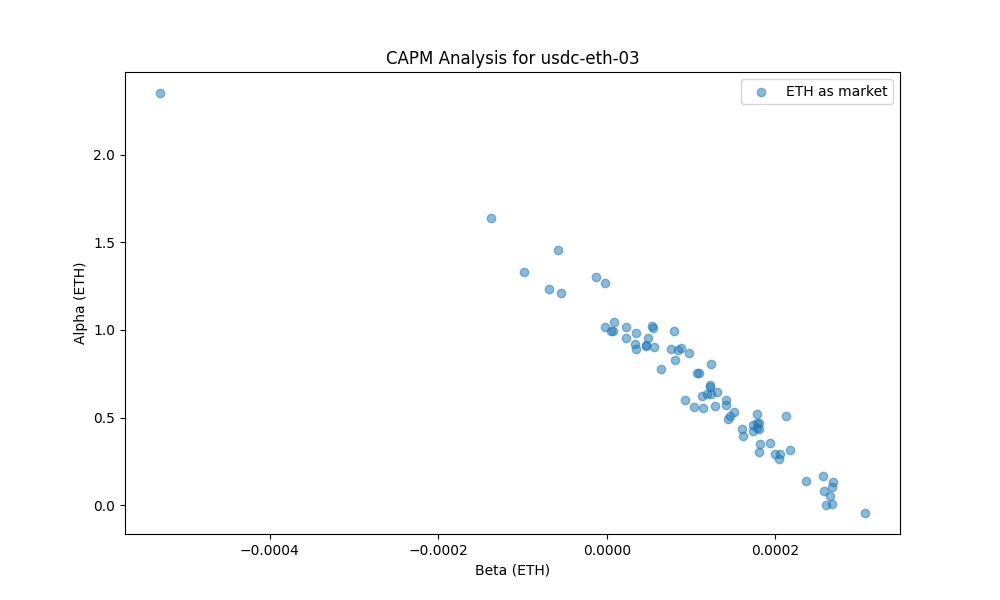 CAPM Analysis for usdc-eth-03
ETH as market
2.0
1.5
1.0
0.5
0.0
Alpha (ETH)
−0.0004
−0.0002
0.0000
0.0002
Beta (ETH)